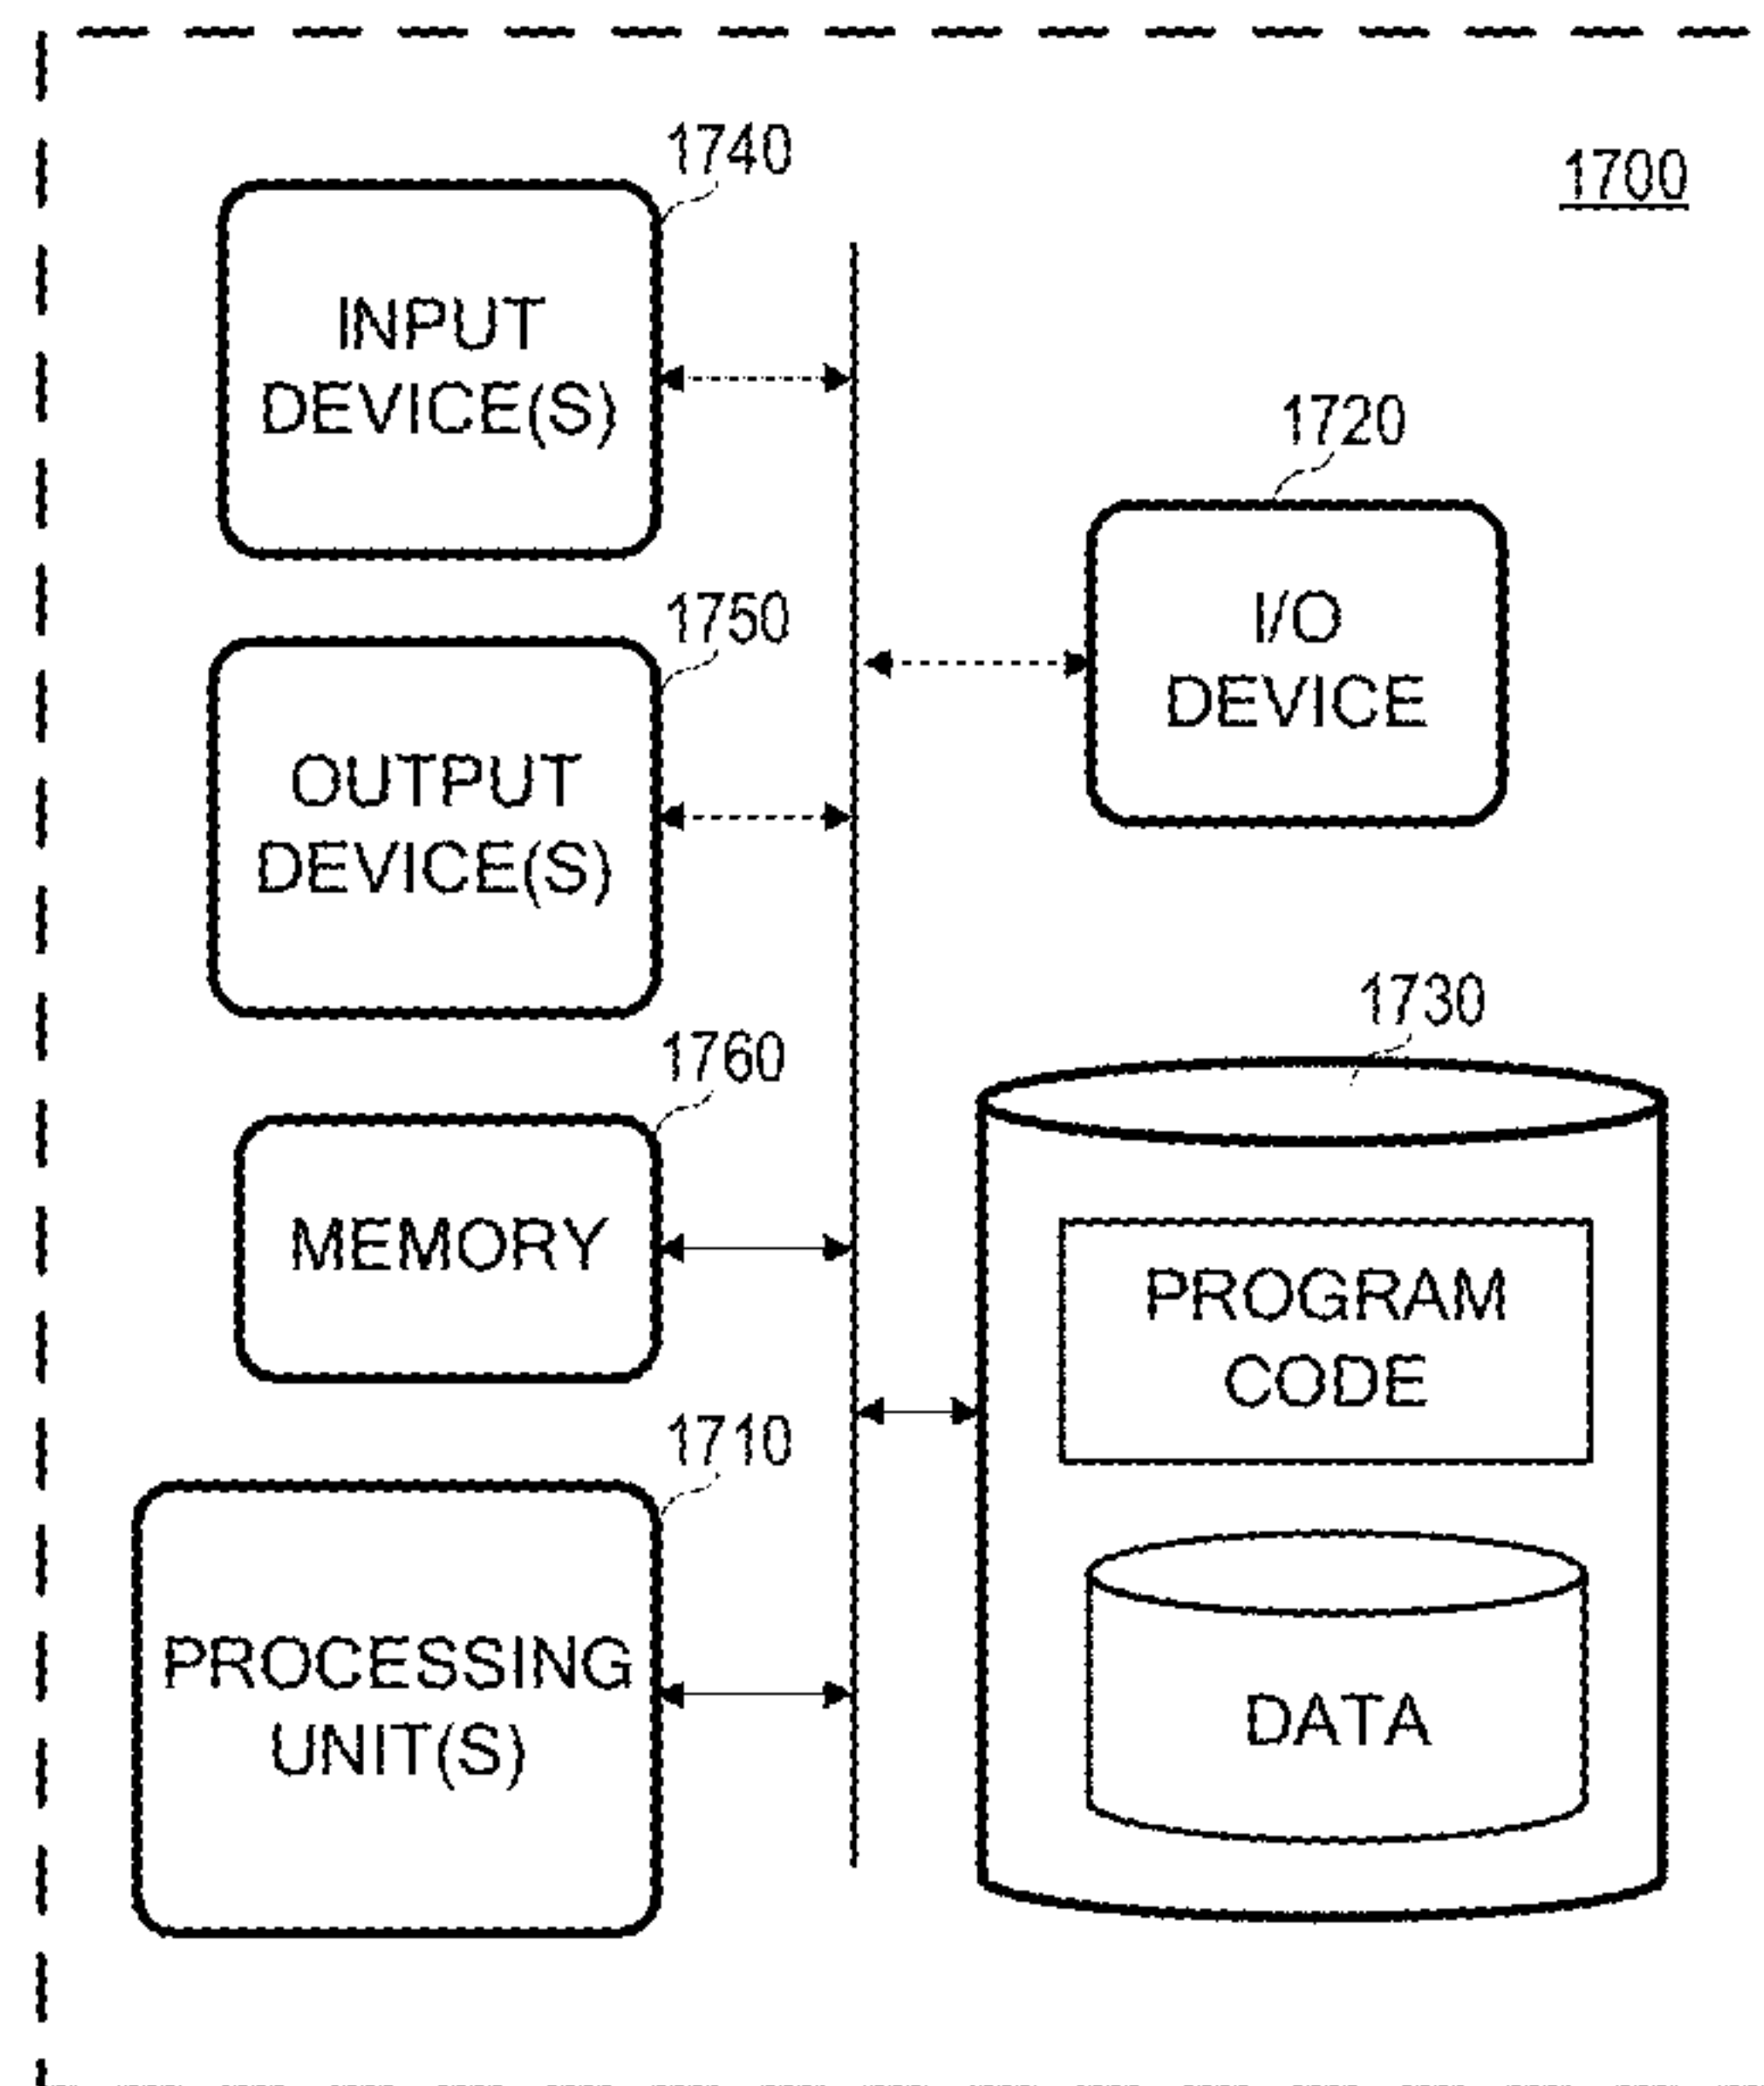 1740
1700
INPUT
DEVICE(S)
1720
I/O
DEVICE
1750
OUTPUT
DEVICE(S)
1730
1760
MEMORY
PROGRAM
CODE
1710
PROCESSING
UNIT(S)
DATA